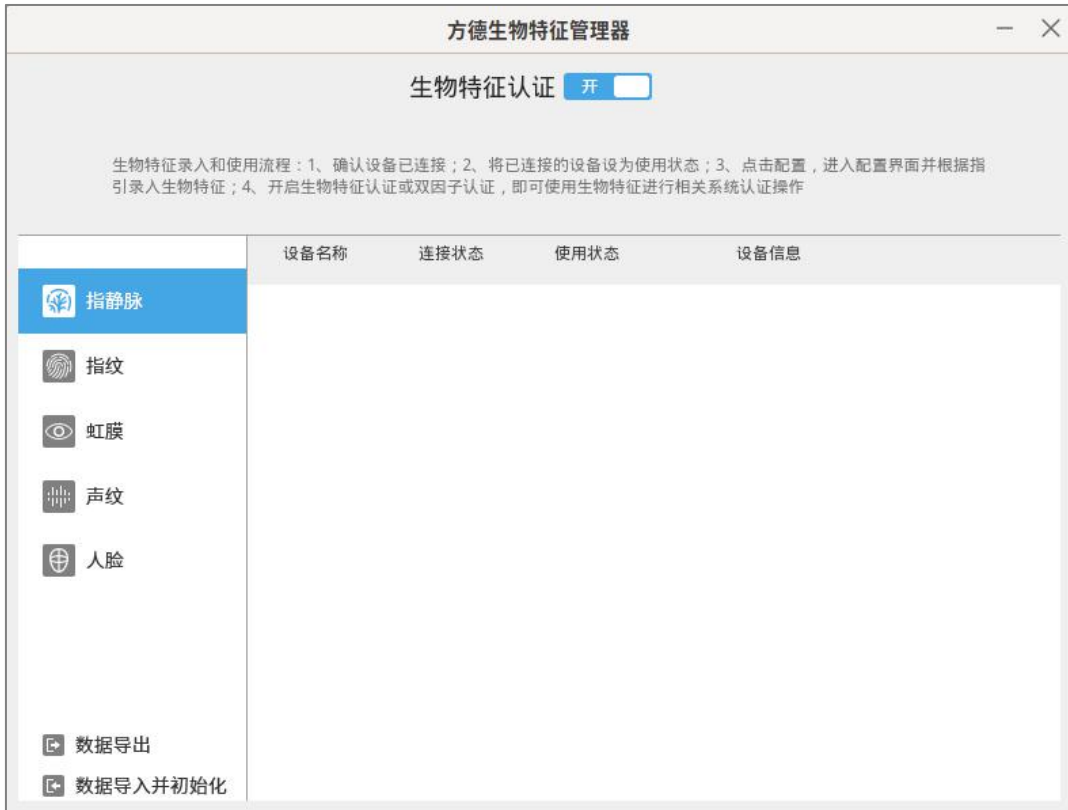 方德生物特征管理器
生物特征认证 开
生物特征录入和使用流程：1、确认设备已连接；2、将已连接的设备设为使用状态；3、点击配置，进入配置界面并根据指
引录入生物特征；4、开启生物特征认证或双因子认证，即可使用生物特征进行相关系统认证操作
设备名称 连接状态 使用状态 设备信息
指静脉
指纹
虹膜
声纹
人脸
数据导出
数据导入并初始化